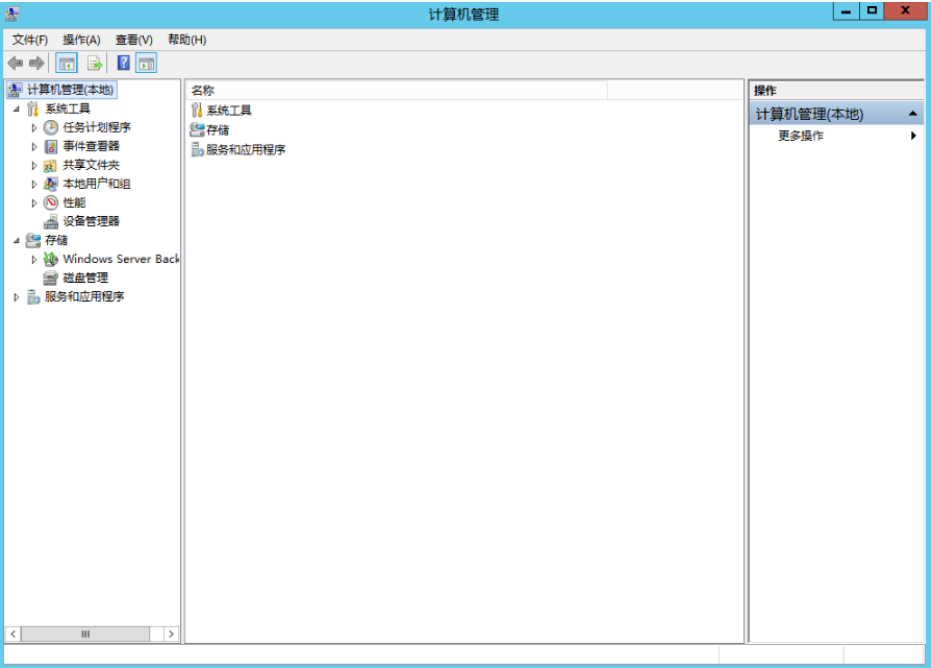 计算机管理
文件(F) 操作(A) 查看(V) 帮助(H)
计算机管理(本地)
系统工具
任务计划程序
事件查看器
共享文件夹
本地用户和组
性能
设备管理器
存储
Windows Server Back
磁盘管理
服务和应用程序
名称
系统工具
存储
服务和应用程序
操作
计算机管理(本地)
更多操作